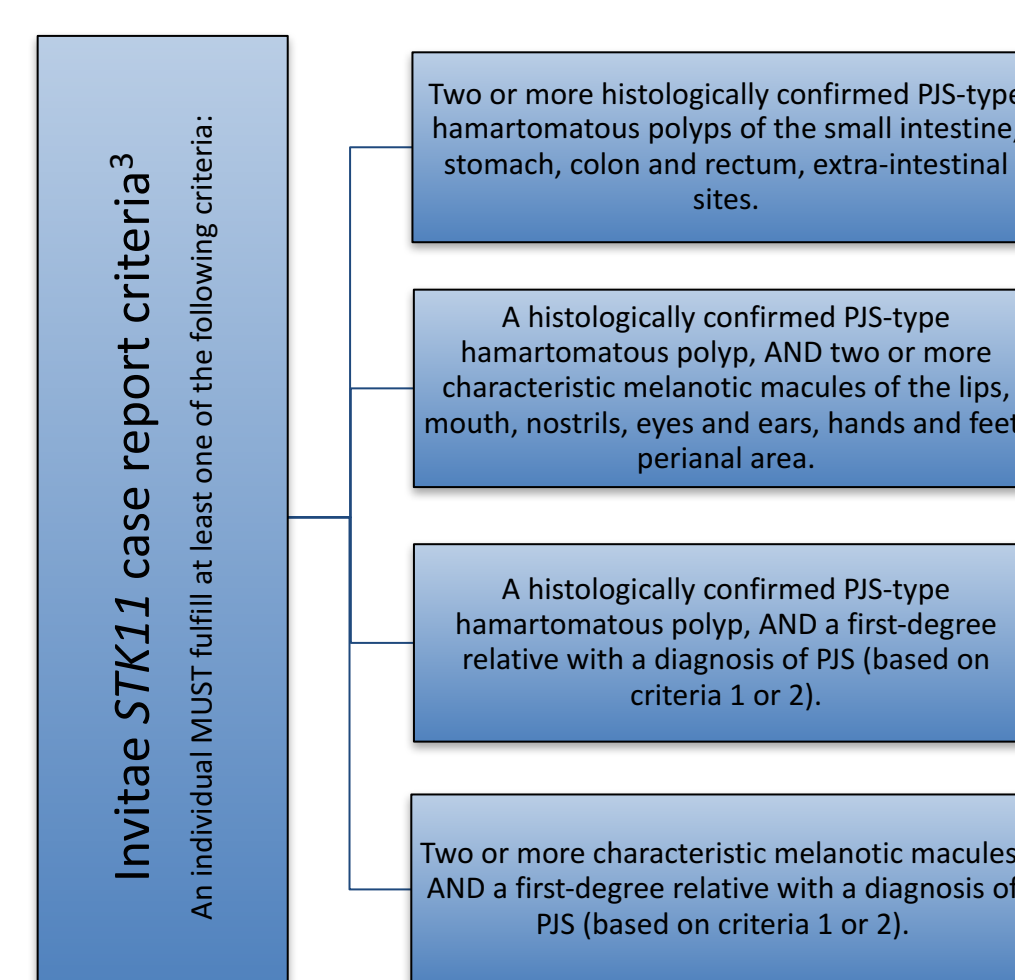 Invitae STK11 case report criteria³
An individual MUST fulfill at least one of the following criteria:
Two or more histologically confirmed PJS-type
hamartomatous polyps of the small intestine,
stomach, colon and rectum, extra-intestinal
sites.
A histologically confirmed PJS-type
hamartomatous polyp, AND two or more
characteristic melanotic macules of the lips,
mouth, nostrils, eyes and ears, hands and feet
perianal area.
A histologically confirmed PJS-type
hamartomatous polyp, AND a first-degree
relative with a diagnosis of PJS (based on
criteria 1 or 2).
Two or more characteristic melanotic macules
AND a first-degree relative with a diagnosis of
PJS (based on criteria 1 or 2).